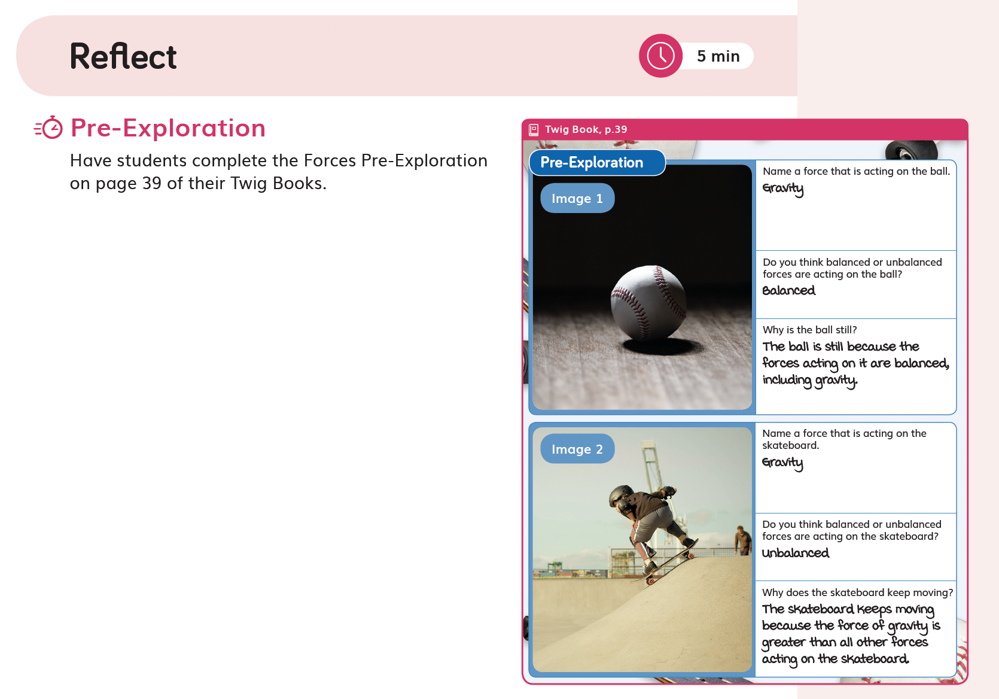 Reflect
5 min
Pre-Exploration
Have students complete the Forces Pre-Exploration
on page 39 of their Twig Books.
Twig Book, p.39
Pre-Exploration
Image 1
Name a force that is acting on the ball.
Gravity
Do you think balanced or unbalanced
forces are acting on the ball?
Balanced
Why is the ball still?
The ball is still because the
forces acting on it are balanced,
including gravity.
Image 2
Name a force that is acting on the
skateboard.
Gravity
Do you think balanced or unbalanced
forces are acting on the skateboard?
Unbalanced
Why does the skateboard keep moving?
The skateboard keeps moving
because the force of gravity is
greater than all other forces
acting on the skateboard.